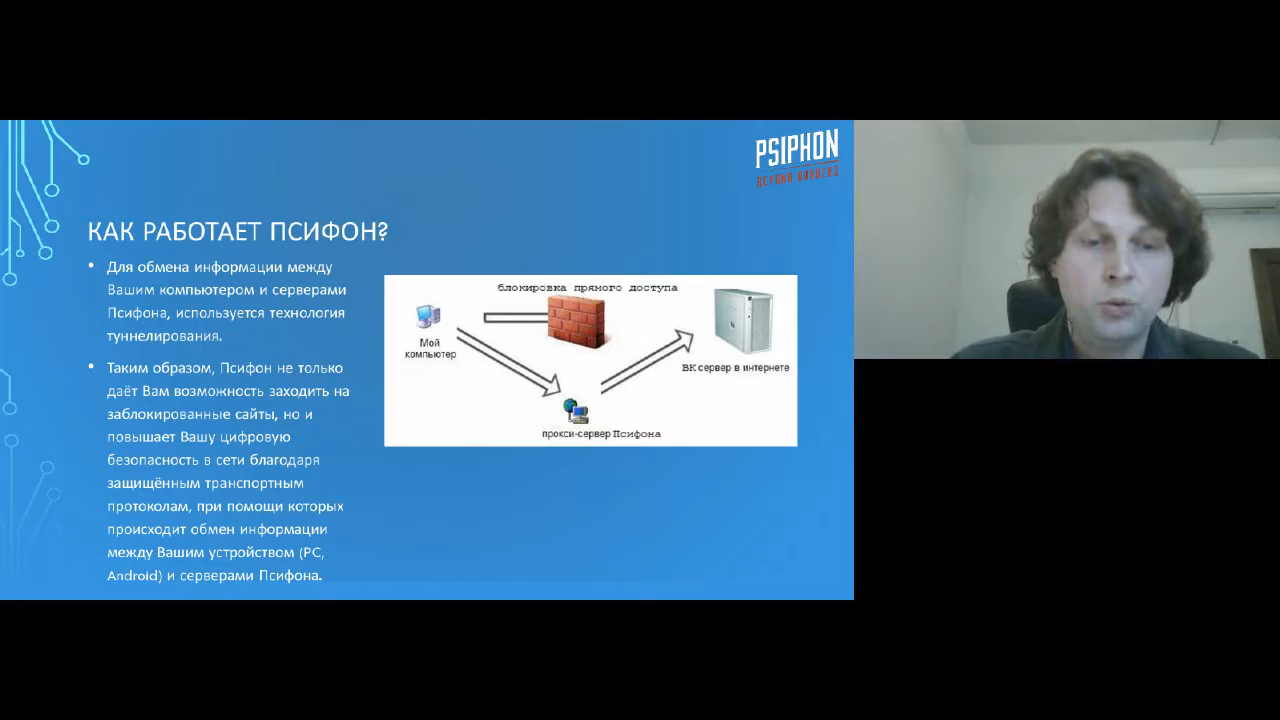 PSIPHON
BEYOND BORDERS
КАК РАБОТАЕТ ПСИФОН?
• Для обмена информации между
Вашим компьютером и серверами
Псифона, используется технология
туннелирования.
• Таким образом, Псифон не только
даёт Вам возможность заходить на
заблокированные сайты, но и
повышает Вашу цифровую
безопасность в сети благодаря
защищённым транспортным
протоколам, при помощи которых
происходит обмен информации
между Вашим устройством (PC,
Android) и серверами Псифона.
блокировка прямого доступа
Мой
компьютер
ВК сервер в интернете
прокси-сервер Псифона